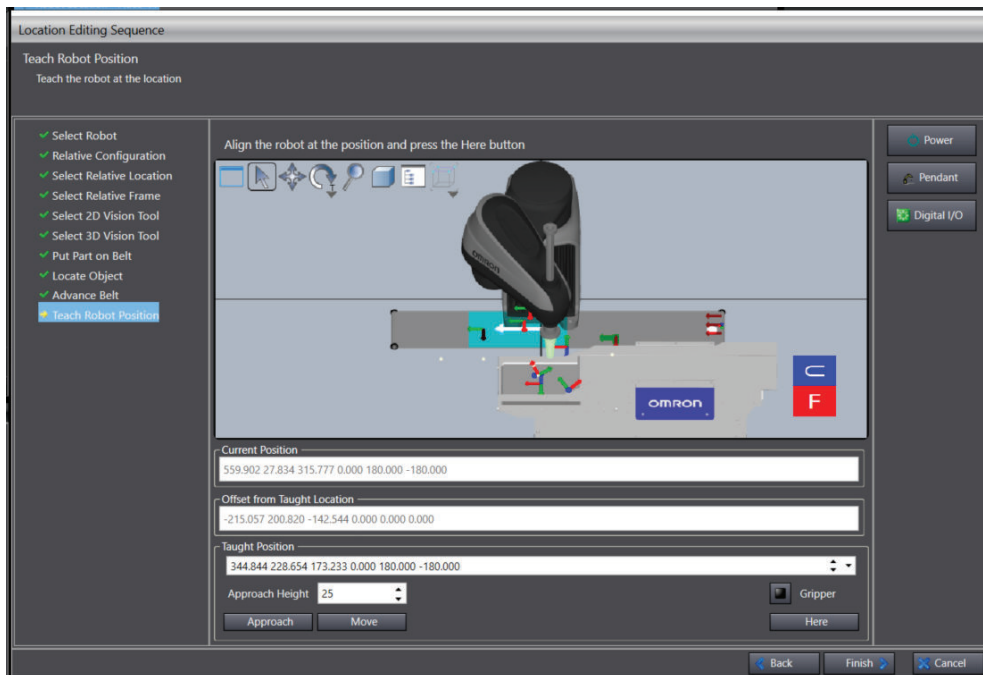 Location Editing Sequence
Teach Robot Position
Teach the robot at the location
Select Robot
Relative Configuration
Select Relative Location
Select Relative Frame
Select 2D Vision Tool
Select 3D Vision Tool
Put Part on Belt
Locate Object
Advance Belt
Teach Robot Position
Align the robot at the position and press the Here button
OMRON
OMRON
F
Current Position
559.902 27.834 315.777 0.000 180.000 -180.000
Offset from Taught Location
-215.057 200.820 -142.544 0.000 0.000 0.000
Taught Position
344.844 228.654 173.233 0.000 180.000 -180.000
Approach Height 25
Gripper
Approach Move Here
Power
Pendant
Digital I/O
Back Finish Cancel